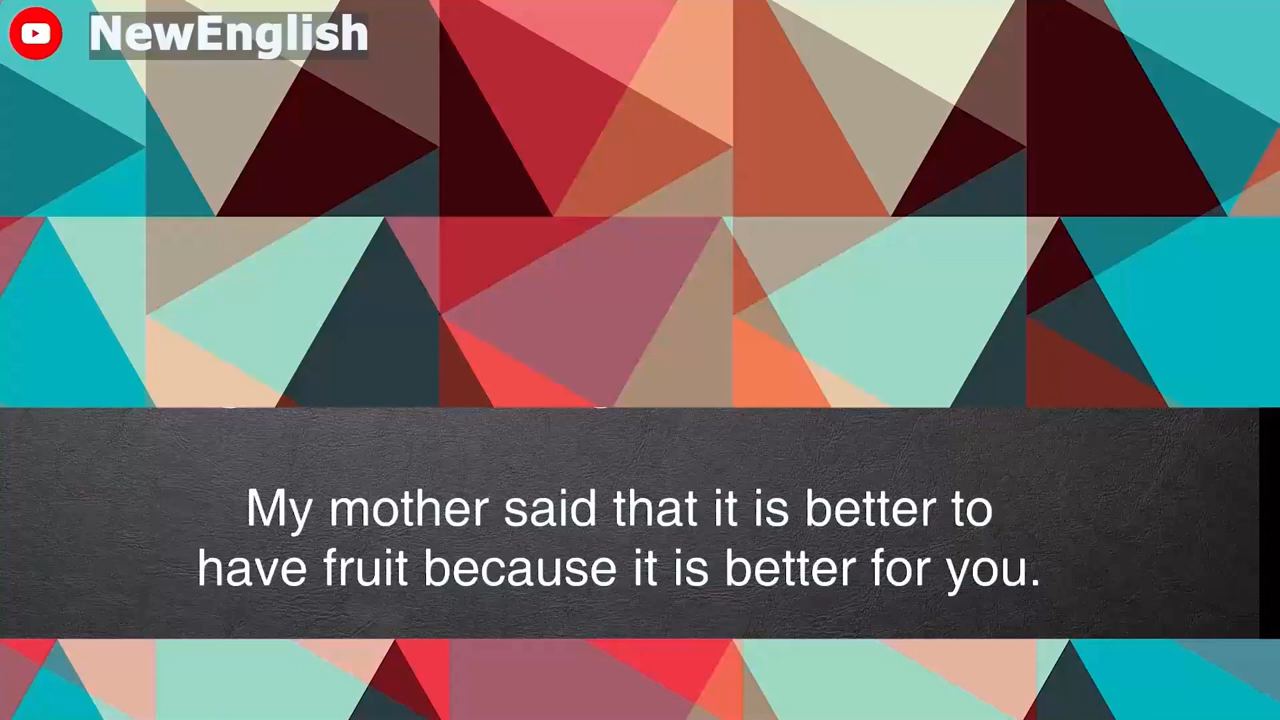 NewEnglish
My mother said that it is better to
have fruit because it is better for you.